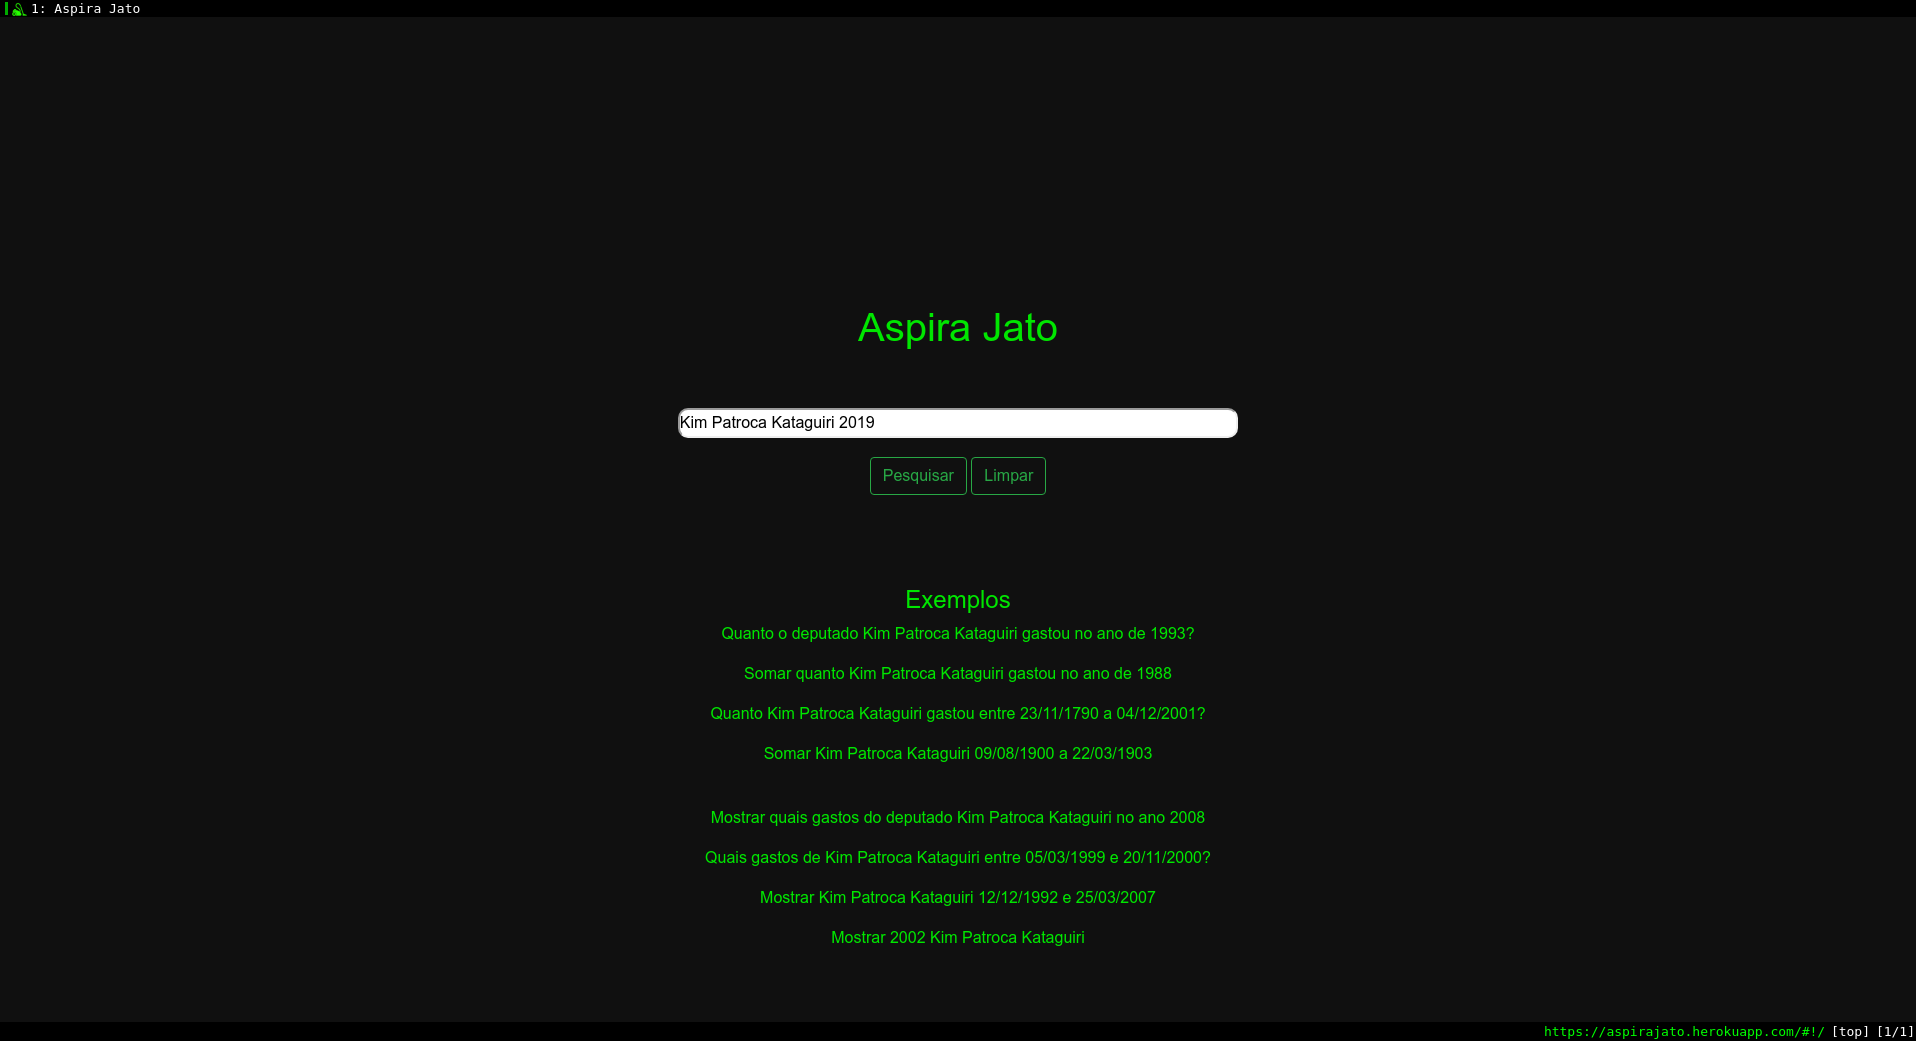 1: Aspira Jato
Aspira Jato
Kim Patroca Kataguiri 2019
Pesquisar Limpar
Exemplos
Quanto o deputado Kim Patroca Kataguiri gastou no ano de 1993?
Somar quanto Kim Patroca Kataguiri gastou no ano de 1988
Quanto Kim Patroca Kataguiri gastou entre 23/11/1790 a 04/12/2001?
Somar Kim Patroca Kataguiri 09/08/1900 a 22/03/1903
Mostrar quais gastos do deputado Kim Patroca Kataguiri no ano 2008
Quais gastos de Kim Patroca Kataguiri entre 05/03/1999 e 20/11/2000?
Mostrar Kim Patroca Kataguiri 12/12/1992 e 25/03/2007
Mostrar 2002 Kim Patroca Kataguiri
https://aspirajato.herokuapp.com/#!/ [top] [1/1]